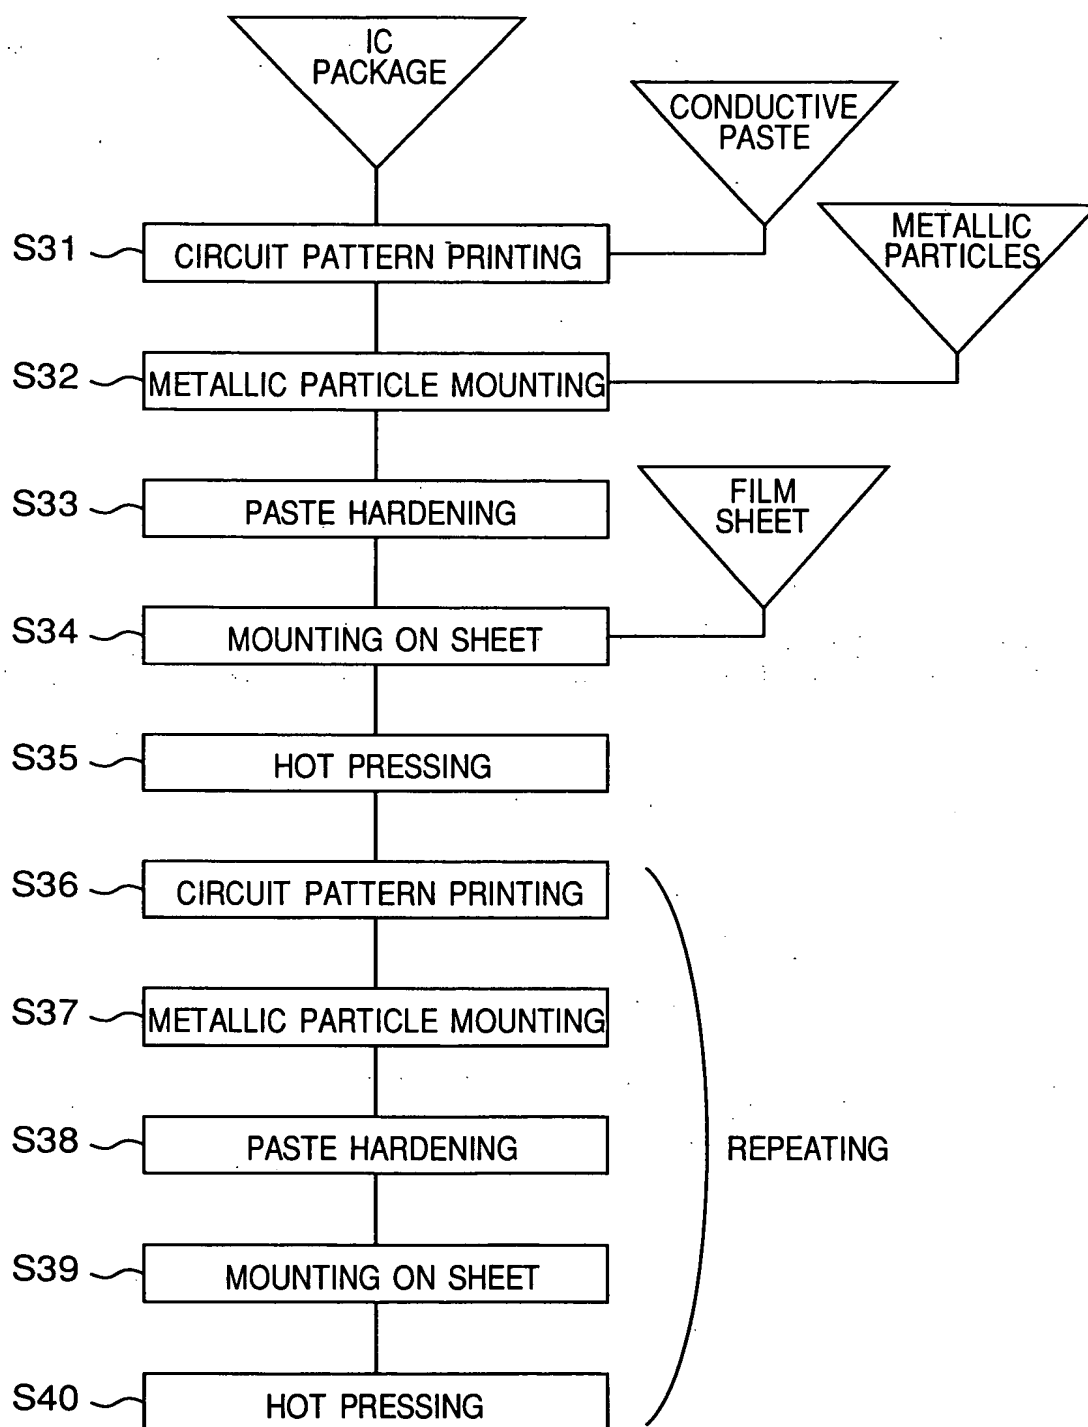 IC
PACKAGE
CONDUCTIVE
PASTE
METALLIC
PARTICLES
S31
CIRCUIT PATTERN PRINTING
S32
METALLIC PARTICLE MOUNTING
S33
PASTE HARDENING
FILM
SHEET
S34
MOUNTING ON SHEET
S35
HOT PRESSING
S36
CIRCUIT PATTERN PRINTING
S37
METALLIC PARTICLE MOUNTING
S38
PASTE HARDENING
REPEATING
S39
MOUNTING ON SHEET
S40
HOT PRESSING